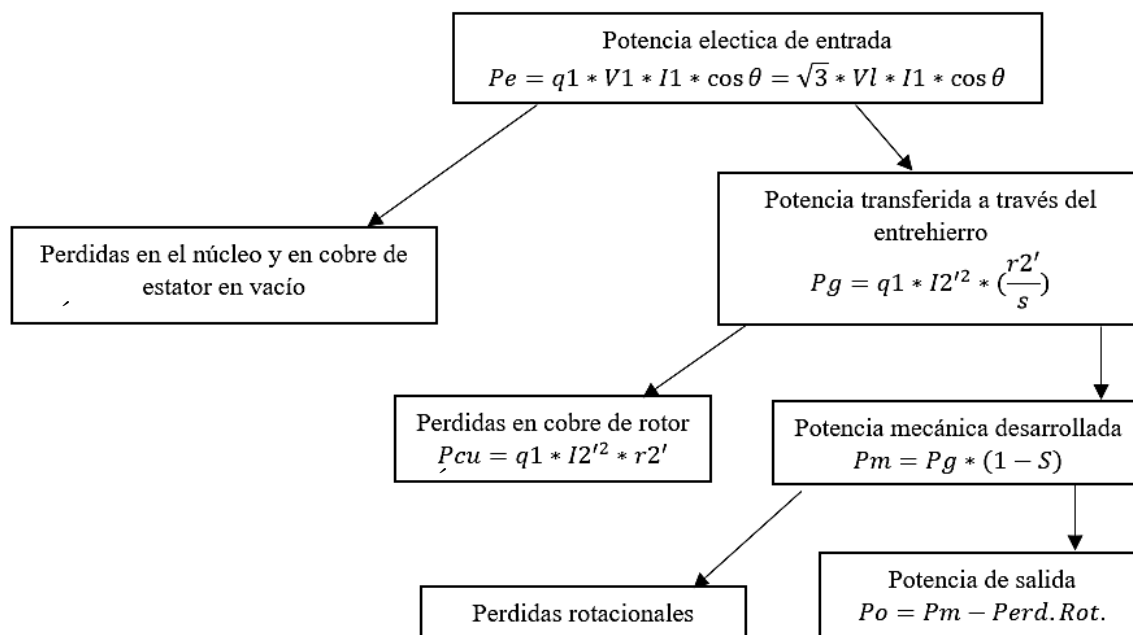 Potencia electica de entrada
Pe = q1 * V1 * I1 * cos θ = √3 * Vl * I1 * cos θ
Potencia transferida a través del
entrehierro
Pg = q1 * I2'² * (r2'/s)
Perdidas en el núcleo y en cobre de
estator en vacío
Perdidas en cobre de rotor
Pcu = q1 * I2'² * r2'
Potencia mecánica desarrollada
Pm = Pg * (1 − S)
Perdidas rotacionales
Potencia de salida
Po = Pm − Perd. Rot.